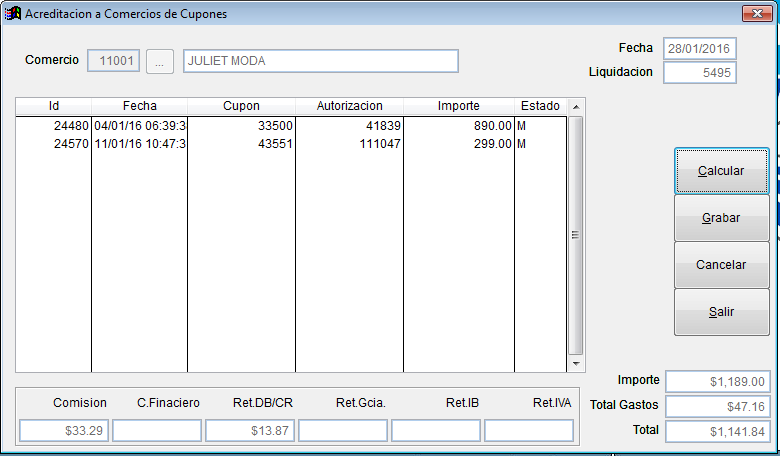 Acreditacion a Comercios de Cupones
Comercio 11001 ... JULIET MODA
Fecha 28/01/2016
Liquidacion 5495
Id Fecha Cupon Autorizacion Importe Estado
24480 04/01/16 06:39:3 33500 41839 890.00 M
24570 11/01/16 10:47:3 43551 111047 299.00 M
Calcular
Grabar
Cancelar
Salir
Importe $1,189.00
Total Gastos $47.16
Total $1,141.84
Comision C.Finaciero Ret.DB/CR Ret.Gcia. Ret.IB Ret.IVA
$33.29 $13.87